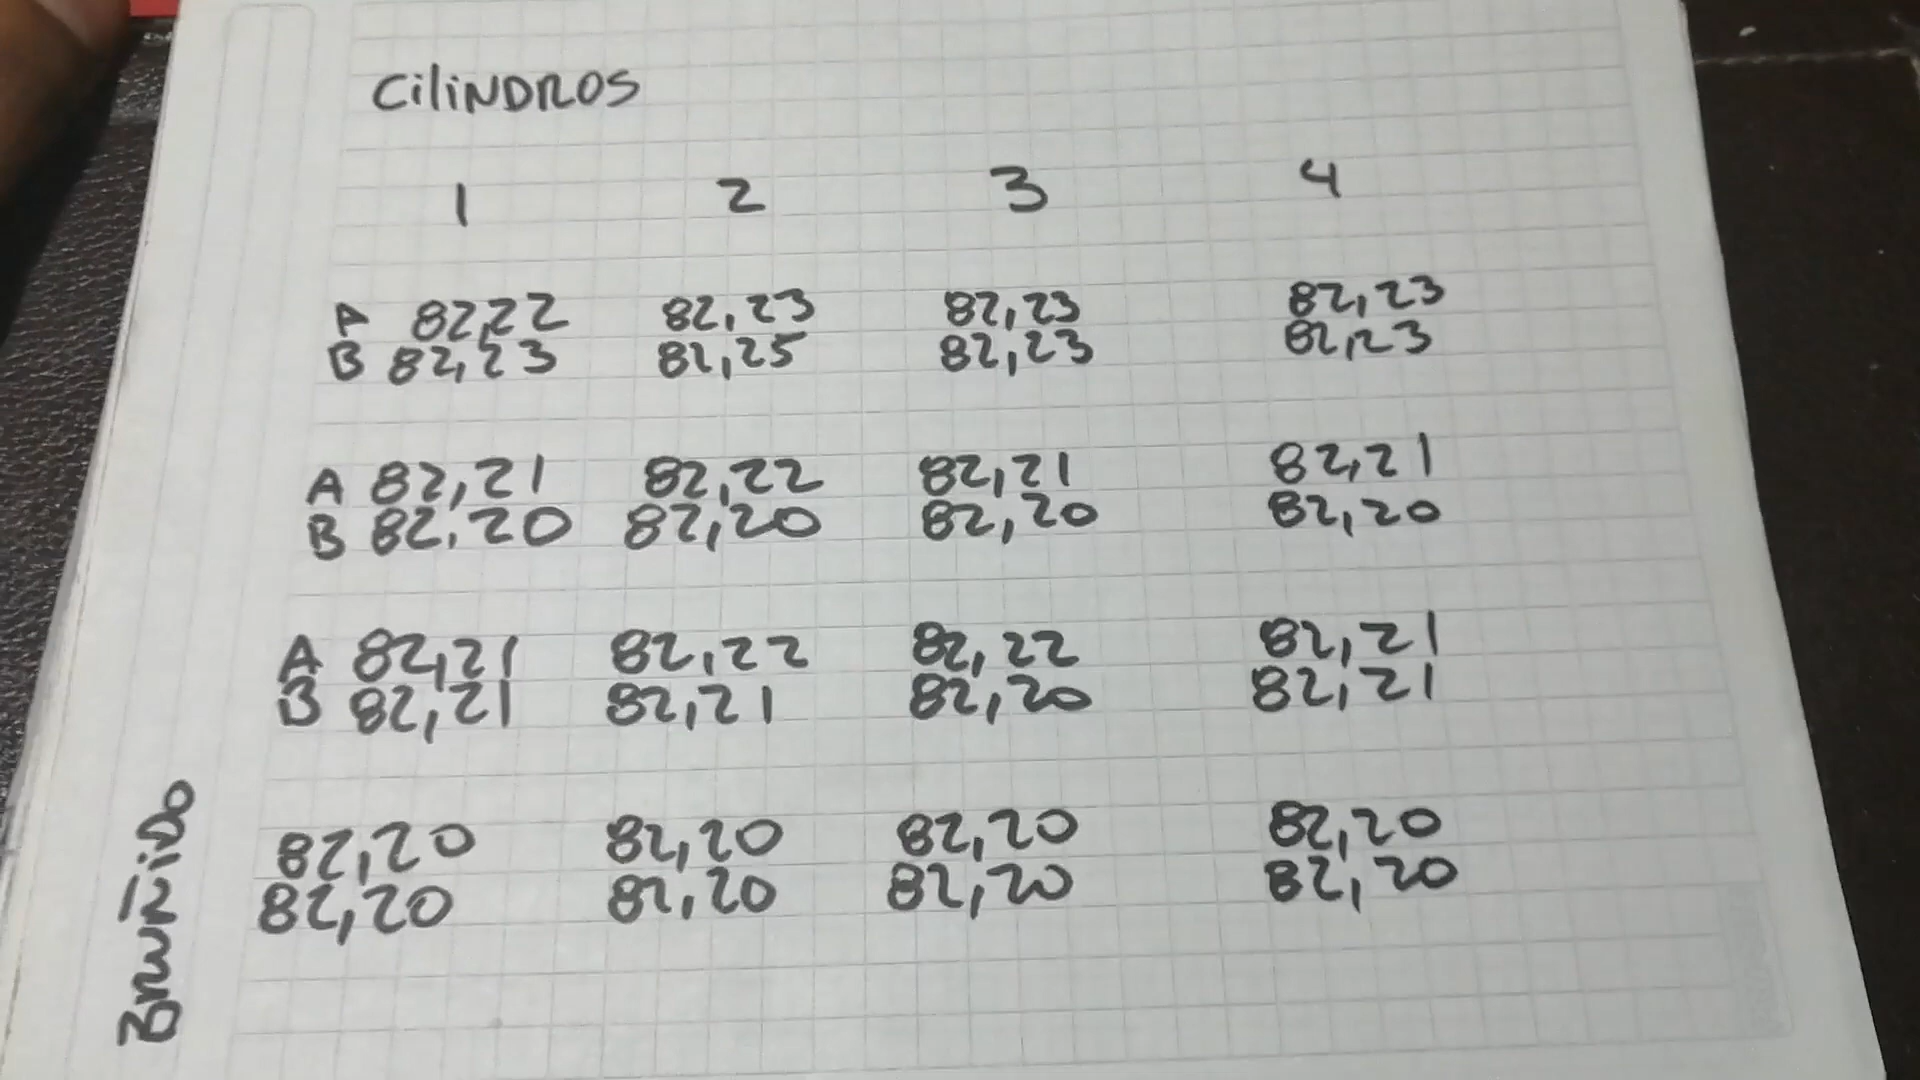 CiliNDROS
1 2 3 4
A 82,22 82,23 82,23 82,23
B 82,23 82,25 82,23 82,23
A 82,21 82,22 82,21 82,21
B 82,20 82,20 82,20 82,20
A 82,21 82,22 82,22 82,21
B 82,21 82,21 82,20 82,21
BruÑiDo
82,20 82,20 82,20 82,20
82,20 82,20 82,20 82,20